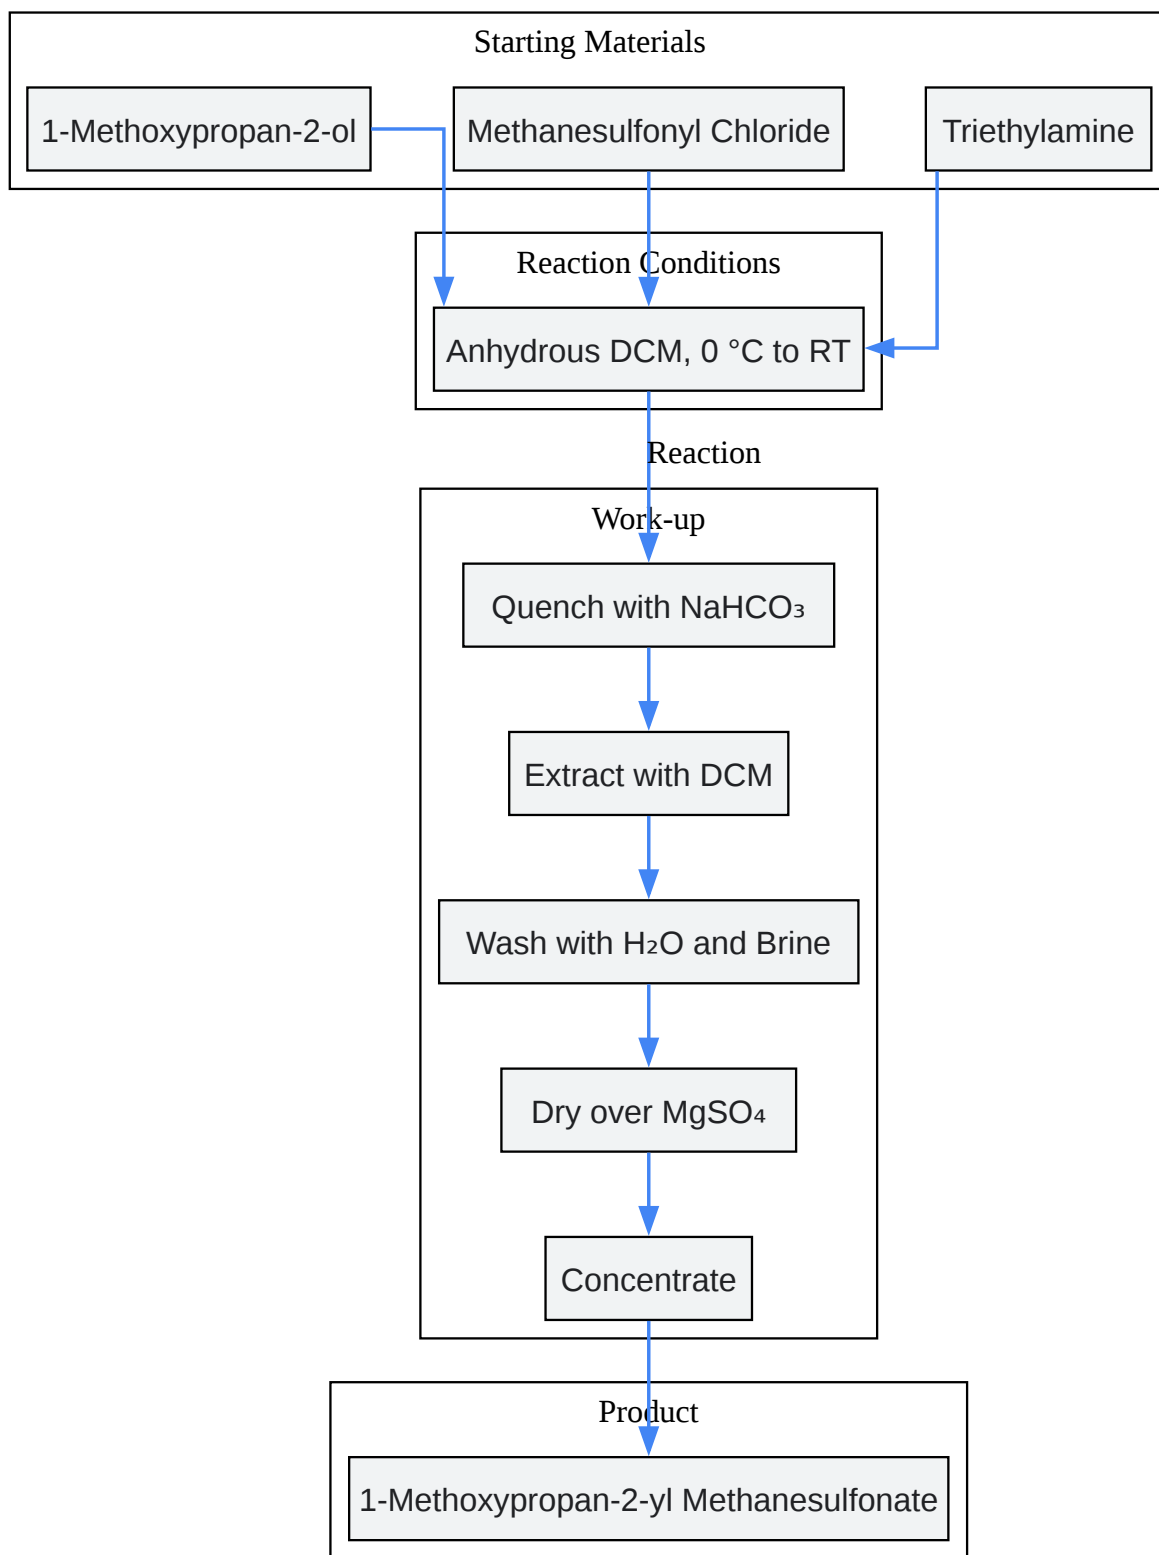 Starting Materials
1-Methoxypropan-2-ol
Methanesulfonyl Chloride
Triethylamine
Reaction Conditions
Anhydrous DCM, 0 °C to RT
Reaction
Work-up
Quench with NaHCO₃
Extract with DCM
Wash with H₂O and Brine
Dry over MgSO₄
Concentrate
Product
1-Methoxypropan-2-yl Methanesulfonate